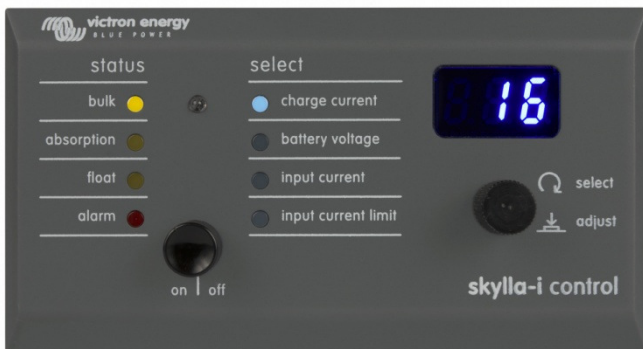 victron energy
BLUE POWER
status
bulk
absorption
float
alarm
on | off
select
charge current
battery voltage
input current
input current limit
16
select
adjust
skylla-i control